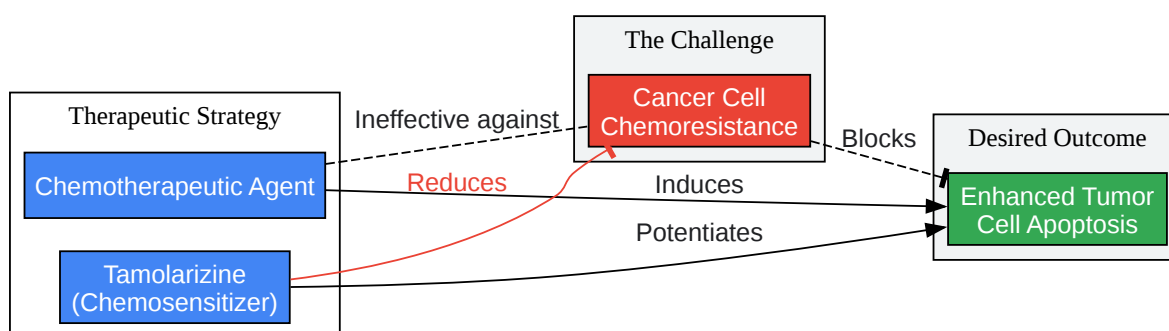 The Challenge
Cancer Cell
Chemoresistance
Therapeutic Strategy
Ineffective against
Blocks
Desired Outcome
Chemotherapeutic Agent
Reduces
Induces
Enhanced Tumor
Cell Apoptosis
Potentiates
Tamolarizine
(Chemosensitizer)